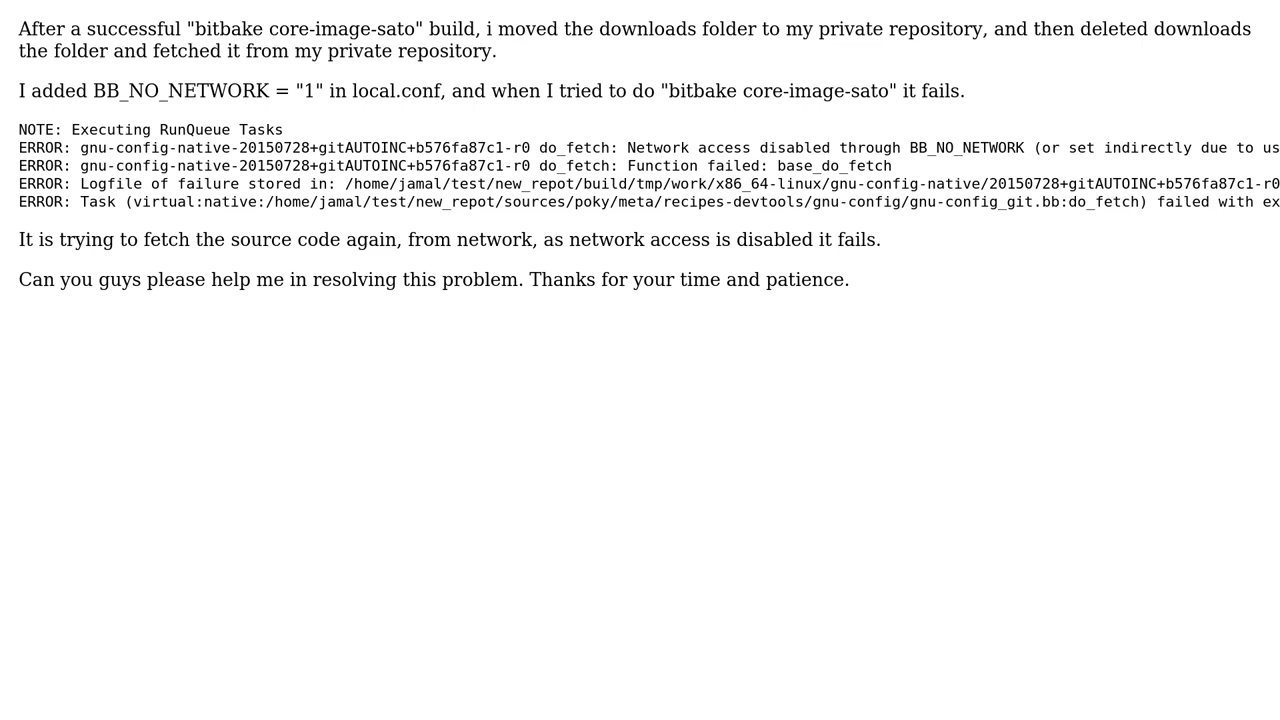 After a successful "bitbake core-image-sato" build, i moved the downloads folder to my private repository, and then deleted downloads
the folder and fetched it from my private repository.
I added BB_NO_NETWORK = "1" in local.conf, and when I tried to do "bitbake core-image-sato" it fails.
NOTE: Executing RunQueue Tasks
ERROR: gnu-config-native-20150728+gitAUTOINC+b576fa87c1-r0 do_fetch: Network access disabled through BB_NO_NETWORK (or set indirectly due to us
ERROR: gnu-config-native-20150728+gitAUTOINC+b576fa87c1-r0 do_fetch: Function failed: base_do_fetch
ERROR: Logfile of failure stored in: /home/jamal/test/new_repot/build/tmp/work/x86_64-linux/gnu-config-native/20150728+gitAUTOINC+b576fa87c1-r0
ERROR: Task (virtual:native:/home/jamal/test/new_repot/sources/poky/meta/recipes-devtools/gnu-config/gnu-config_git.bb:do_fetch) failed with ex
It is trying to fetch the source code again, from network, as network access is disabled it fails.
Can you guys please help me in resolving this problem. Thanks for your time and patience.